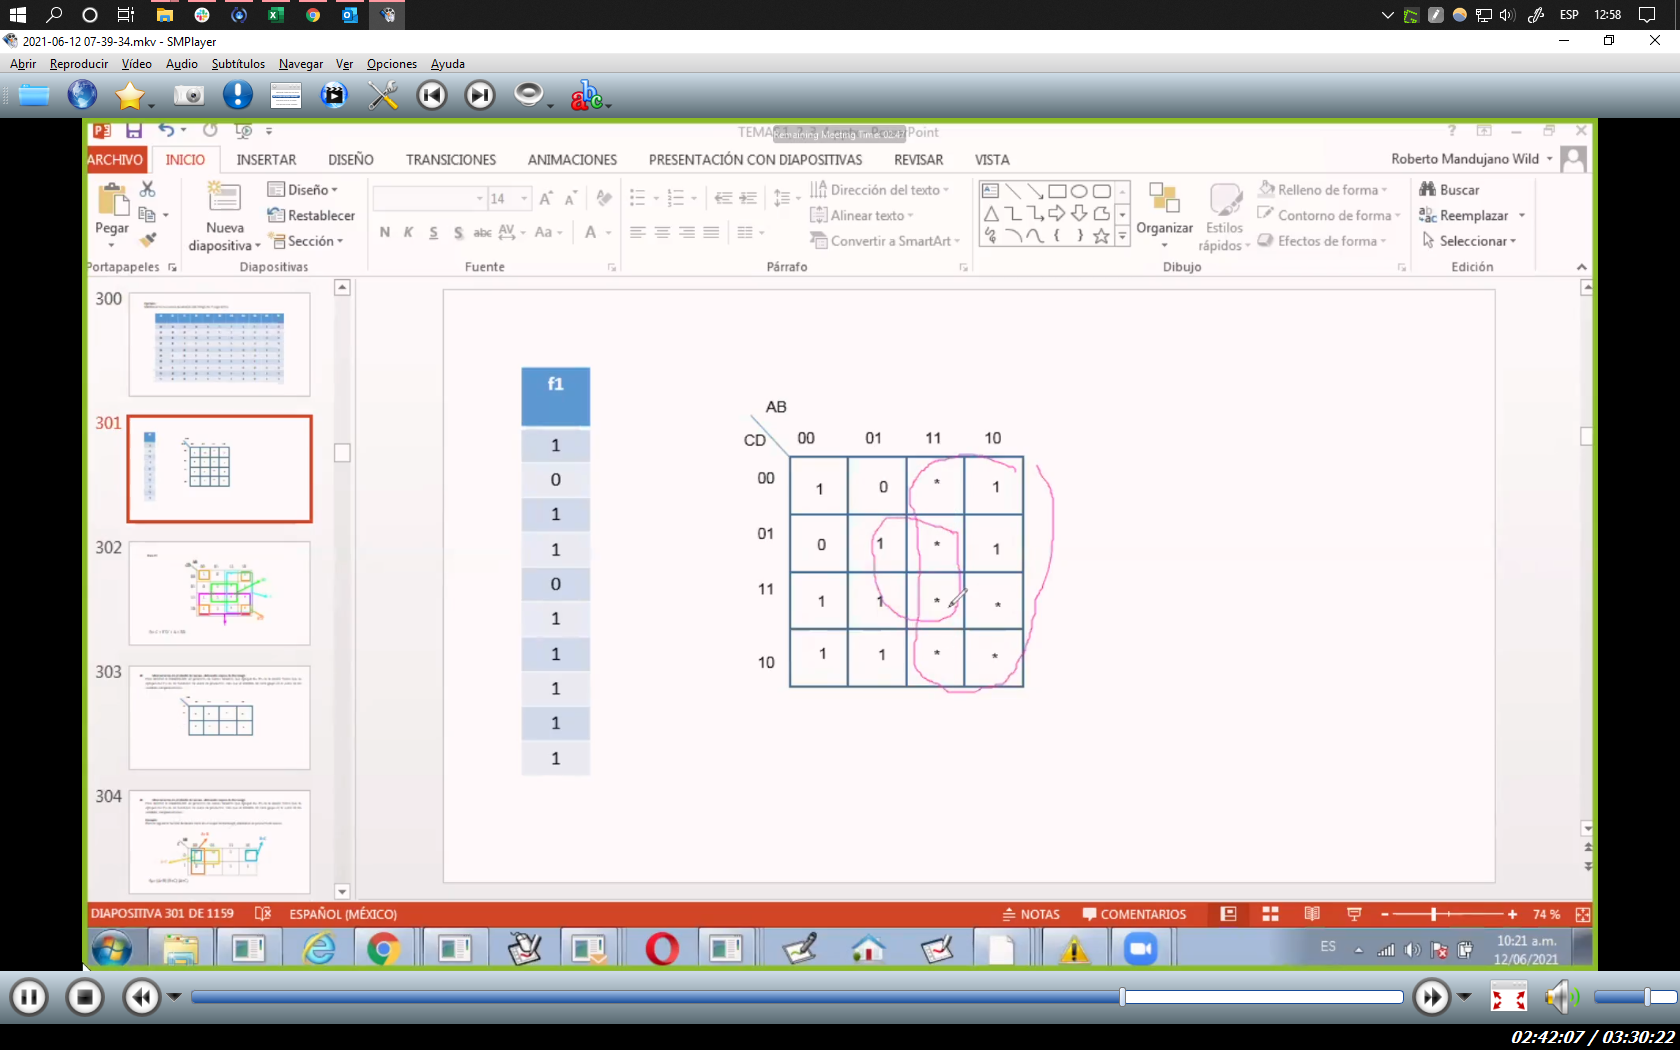 ESP
12:58
2021-06-12 07-39-34.mkv - SMPlayer
Abrir Reproducir Vídeo Audio Subtítulos Navegar Ver Opciones Ayuda
abc
PowerPoint
ARCHIVO INICIO INSERTAR DISEÑO TRANSICIONES ANIMACIONES PRESENTACIÓN CON DIAPOSITIVAS REVISAR VISTA
Roberto Mandujano Wild
Pegar
Nueva diapositiva
Diseño
Restablecer
Sección
14
N K S S abc AV Aa A
Dirección del texto
Alinear texto
Convertir a SmartArt
Organizar
Estilos rápidos
Relleno de forma
Contorno de forma
Efectos de forma
Buscar
Reemplazar
Seleccionar
Portapapeles Diapositivas Fuente Párrafo Dibujo Edición
300
301
302
303
304
f1
1
0
1
1
0
1
1
1
1
1
AB
CD 00 01 11 10
00 1 0 * 1
01 0 1 * 1
11 1 1 * *
10 1 1 * *
DIAPOSITIVA 301 DE 1159 ESPAÑOL (MÉXICO) NOTAS COMENTARIOS 74 %
ES
10:21 a.m.
12/06/2021
02:42:07 / 03:30:22